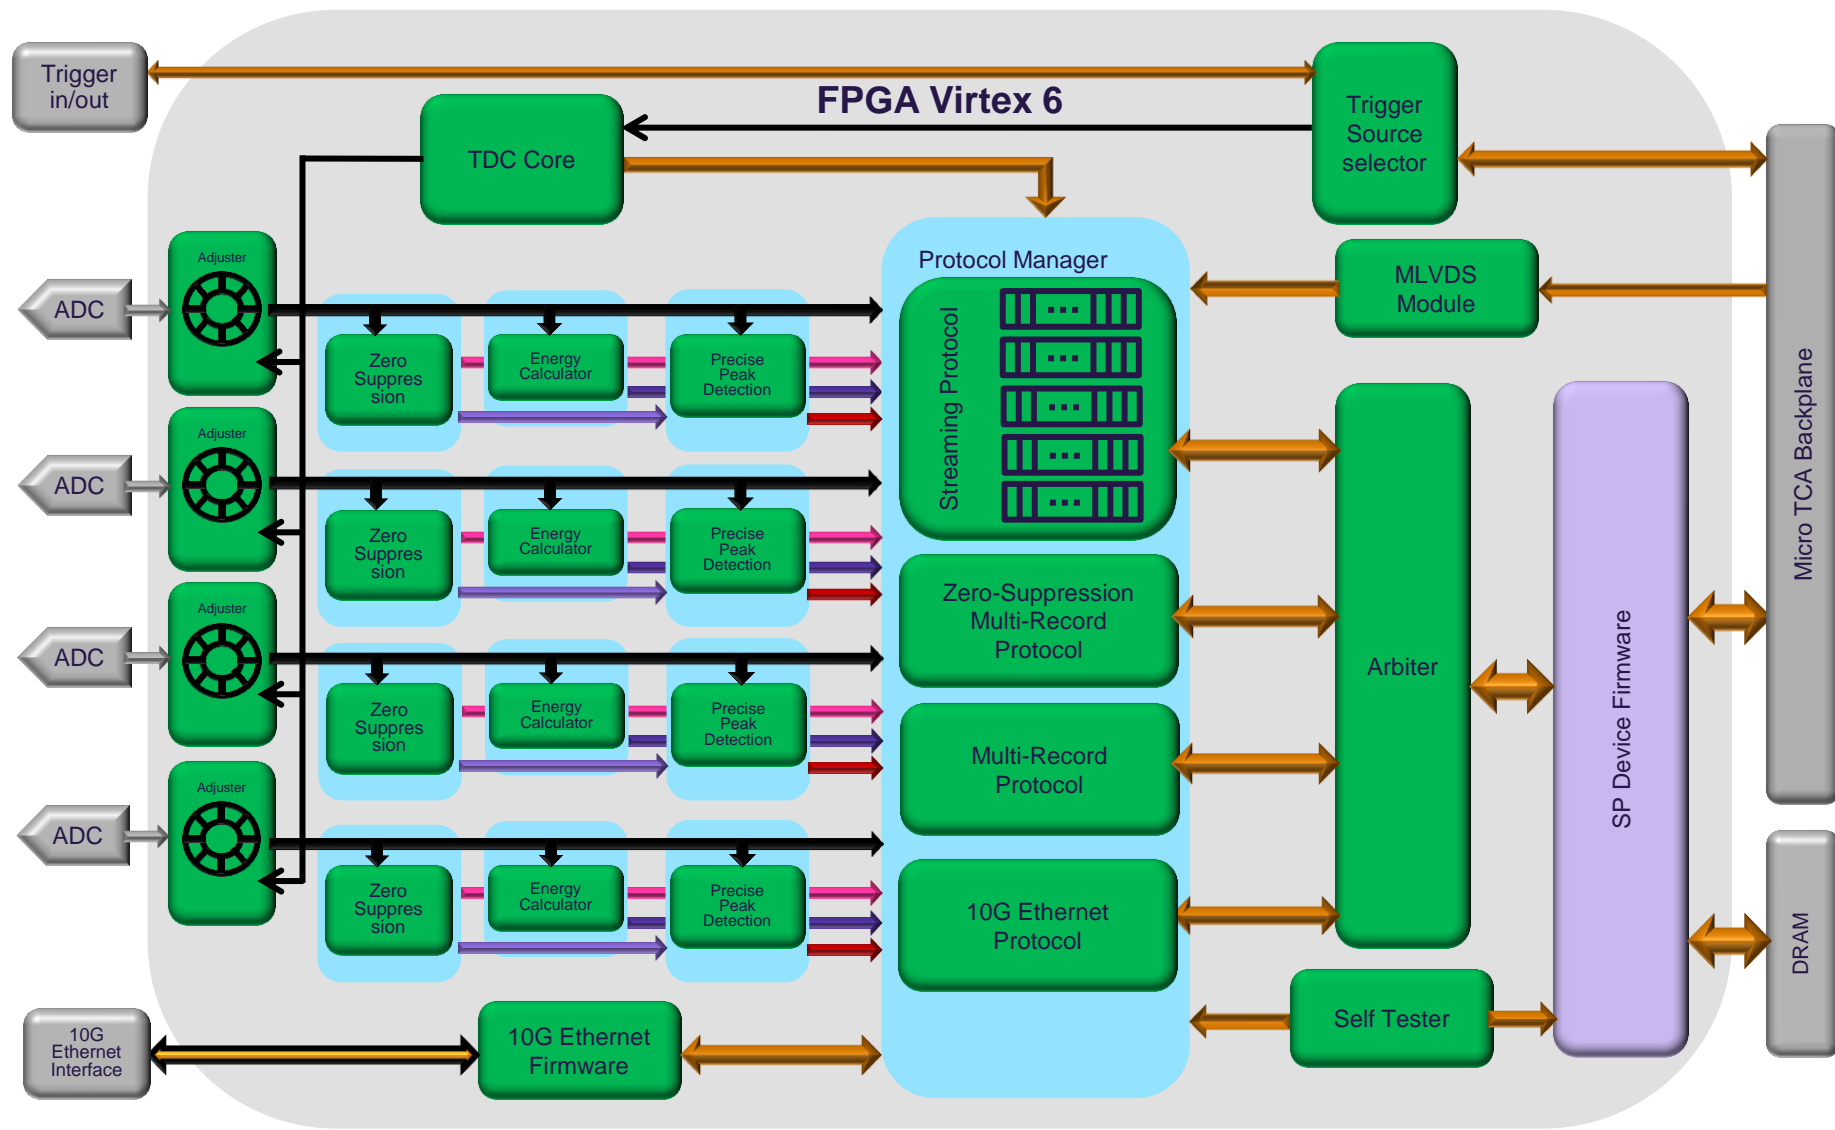 Trigger
in/out
FPGA Virtex 6
Trigger
Source
selector
TDC Core
Micro TCA Backplane
Protocol Manager
MLVDS
Module
Streaming Protocol
Adjuster
ADC
Zero
Suppres
sion
Energy
Calculator
Precise
Peak
Detection
Adjuster
ADC
Zero
Suppres
sion
Energy
Calculator
Precise
Peak
Detection
Adjuster
ADC
Zero
Suppres
sion
Energy
Calculator
Precise
Peak
Detection
Adjuster
ADC
Zero
Suppres
sion
Energy
Calculator
Precise
Peak
Detection
Zero-Suppression
Multi-Record
Protocol
Multi-Record
Protocol
10G Ethernet
Protocol
Arbiter
SP Device Firmware
DRAM
Self Tester
10G
Ethernet
Interface
10G Ethernet
Firmware